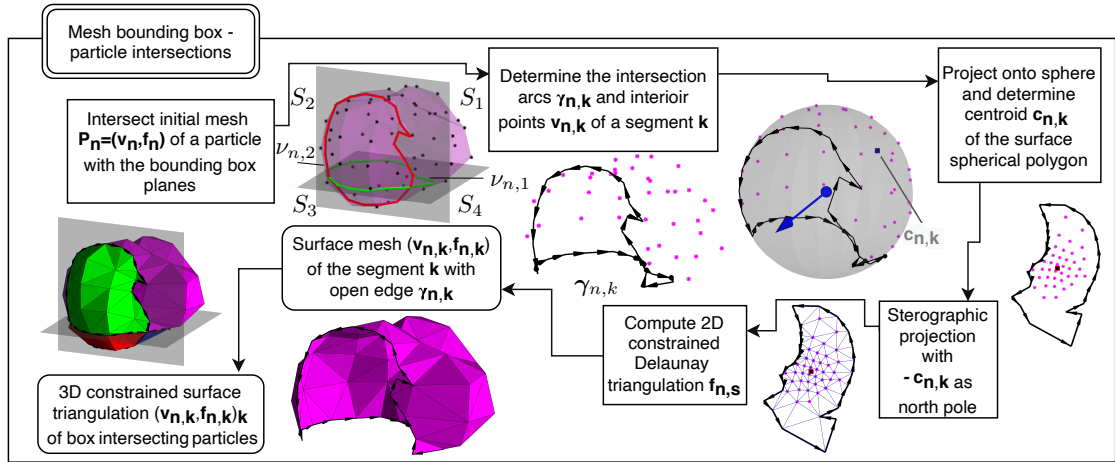 Mesh bounding box -
particle intersections
Intersect initial mesh
Pn=(vn,fn) of a particle
with the bounding box
planes
S2
S1
νn,2
νn,1
S3
S4
Determine the intersection
arcs γn,k and interioir
points vn,k of a segment k
Project onto sphere
and determine
centroid cn,k
of the surface
spherical polygon
cn,k
Sterographic
projection
with
- cn,k as
north pole
Compute 2D
constrained
Delaunay
triangulation fn,s
γn,k
Surface mesh (vn,k,fn,k)
of the segment k with
open edge γn,k
3D constrained surface
triangulation (vn,k,fn,k)k
of box intersecting particles